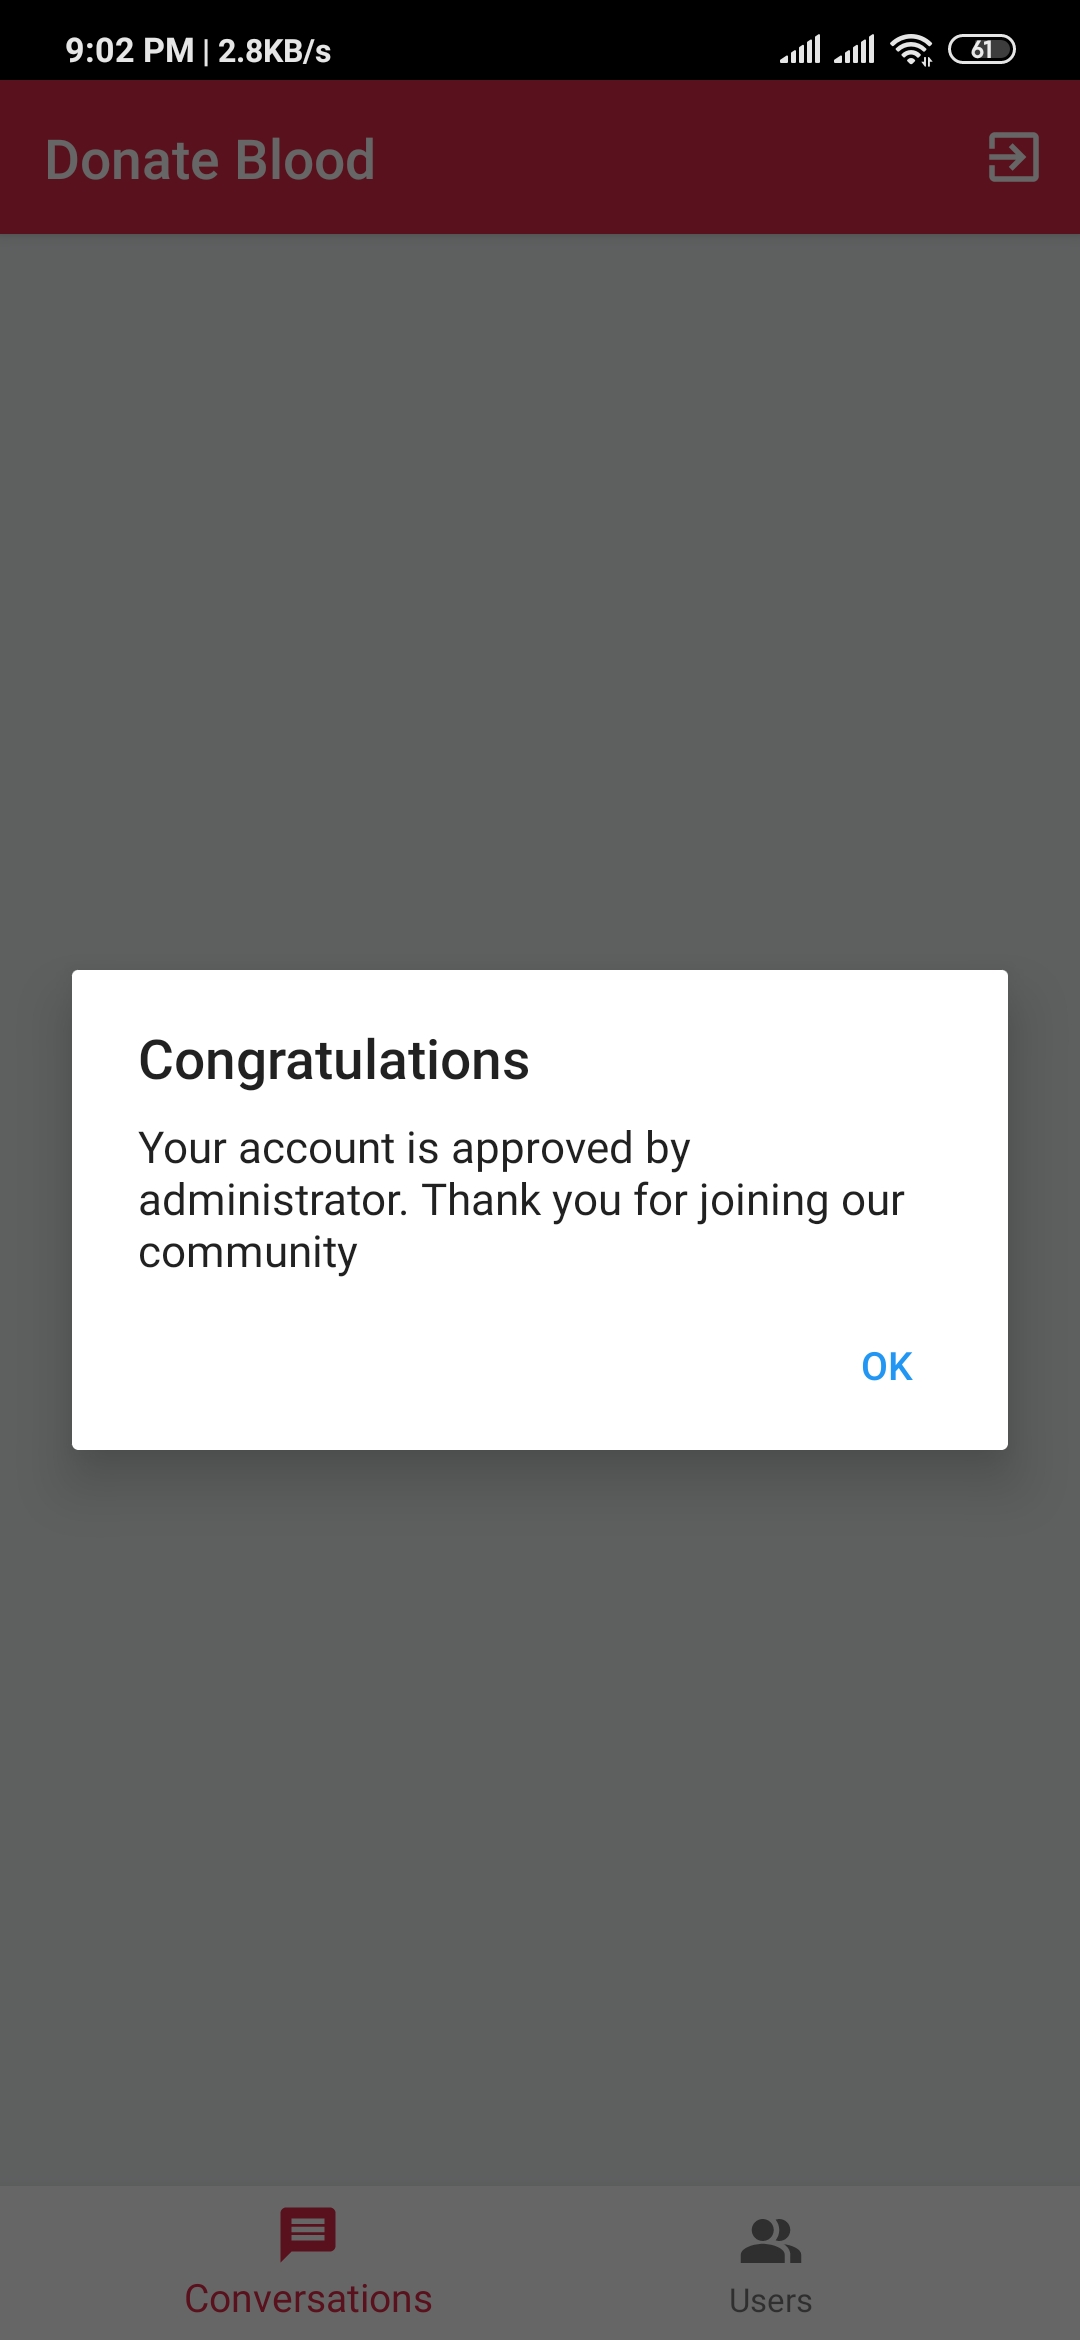 9:02 PM | 2.8KB/s
61
Donate Blood
Congratulations
Your account is approved by
administrator. Thank you for joining our
community
OK
Conversations
Users